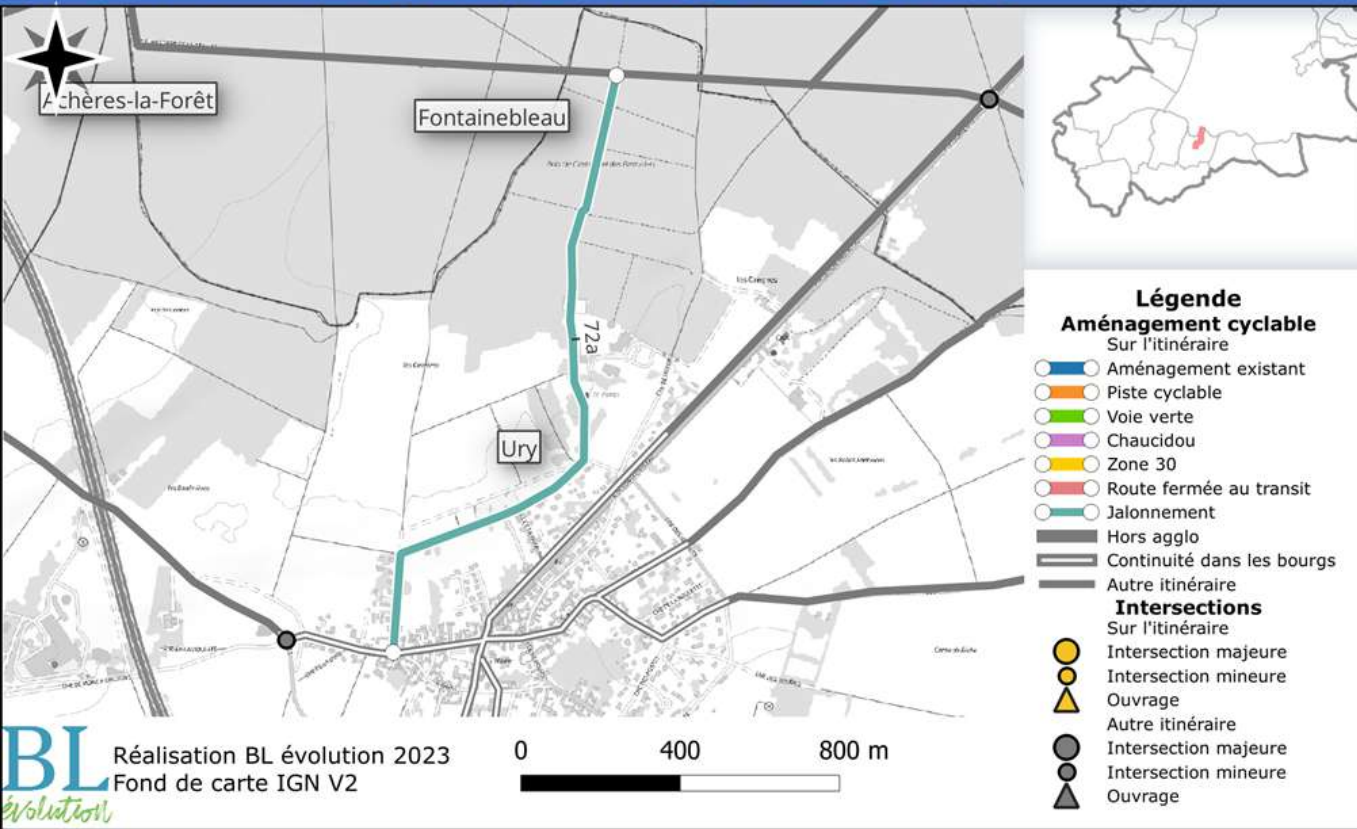 Achères-la-Forêt
Fontainebleau
72a
Ury
Légende
Aménagement cyclable
Sur l'itinéraire
Aménagement existant
Piste cyclable
Voie verte
Chaucidou
Zone 30
Route fermée au transit
Jalonnement
Hors agglo
Continuité dans les bourgs
Autre itinéraire
Intersections
Sur l'itinéraire
Intersection majeure
Intersection mineure
Ouvrage
Autre itinéraire
Intersection majeure
Intersection mineure
Ouvrage
BL
évolution
Réalisation BL évolution 2023
Fond de carte IGN V2
0 400 800 m